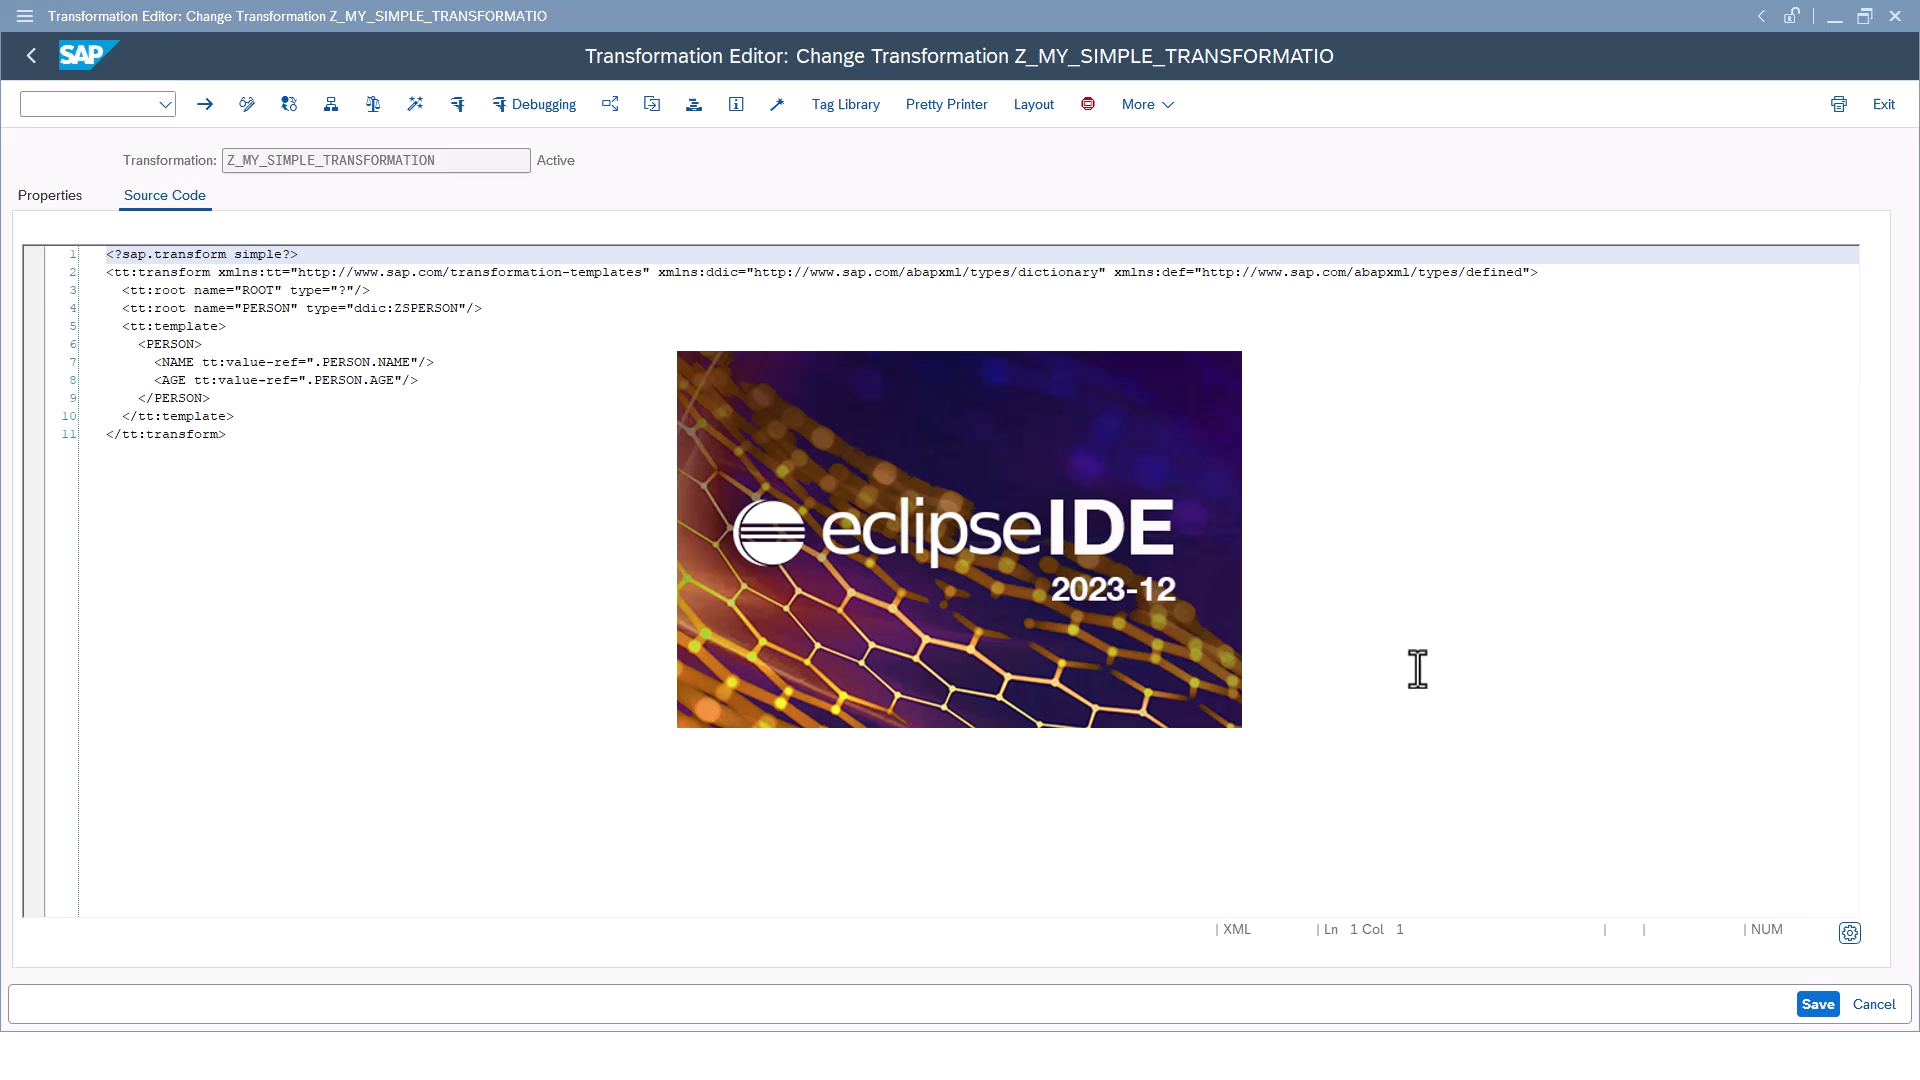 Transformation Editor: Change Transformation Z_MY_SIMPLE_TRANSFORMATIO
SAP
Transformation Editor: Change Transformation Z_MY_SIMPLE_TRANSFORMATIO
Debugging
Tag Library
Pretty Printer
Layout
More
Exit
Transformation: Z_MY_SIMPLE_TRANSFORMATION Active
Properties
Source Code
1 <?sap.transform simple?>
2 <tt:transform xmlns:tt="http://www.sap.com/transformation-templates" xmlns:ddic="http://www.sap.com/abapxml/types/dictionary" xmlns:def="http://www.sap.com/abapxml/types/defined">
3 <tt:root name="ROOT" type="?"/>
4 <tt:root name="PERSON" type="ddic:ZSPERSON"/>
5 <tt:template>
6 <PERSON>
7 <NAME tt:value-ref=".PERSON.NAME"/>
8 <AGE tt:value-ref=".PERSON.AGE"/>
9 </PERSON>
10 </tt:template>
11 </tt:transform>
eclipse IDE
2023-12
| XML | Ln 1 Col 1 | | | NUM
Save
Cancel